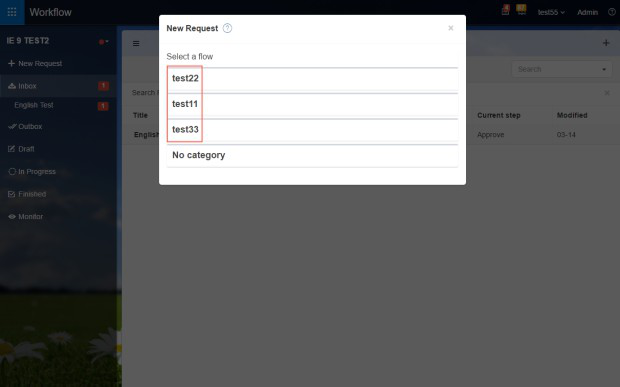 Workflow
test55
Admin
IE 9 TEST2
New Request
Inbox
1
English Test
1
Outbox
Draft
In Progress
Finished
Monitor
New Request
Select a flow
test22
test11
test33
No category
Search
Search
Title
Current step
Modified
English
Approve
03-14